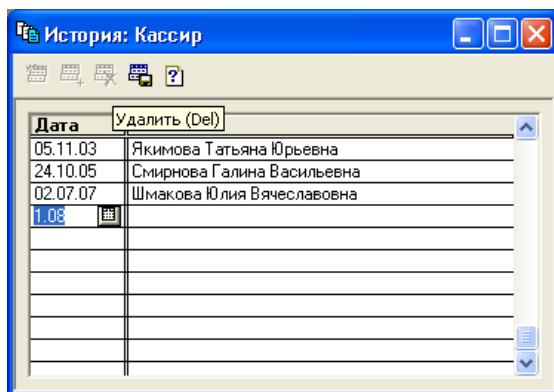 История: Кассир
Удалить (Del)
Дата
05.11.03 Якимова Татьяна Юрьевна
24.10.05 Смирнова Галина Васильевна
02.07.07 Шмакова Юлия Вячеславовна
1.08